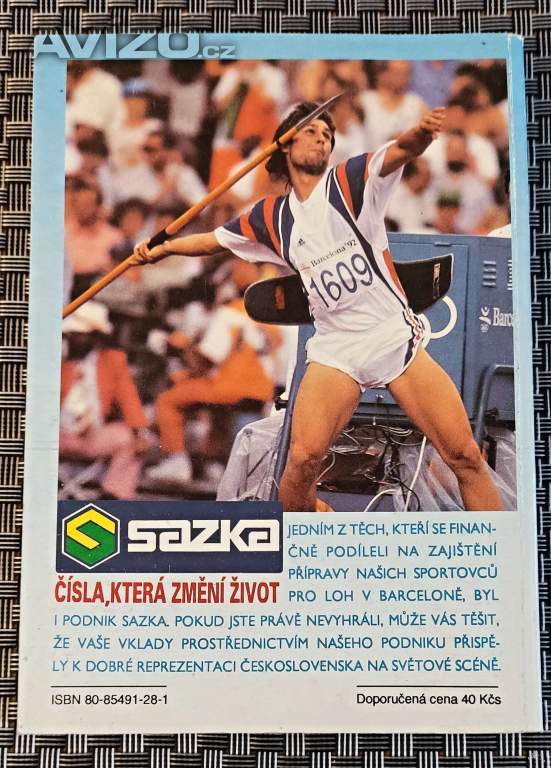 AVIZO.cz
Barcelona '92
1609
Barce
SAZKA
ČÍSLA, KTERÁ ZMĚNÍ ŽIVOT
JEDNÍM Z TĚCH, KTEŘÍ SE FINAN-
ČNĚ PODÍLELI NA ZAJIŠTĚNÍ
PŘÍPRAVY NAŠICH SPORTOVCŮ
PRO LOH V BARCELONĚ, BYL
I PODNIK SAZKA. POKUD JSTE PRÁVĚ NEVYHRÁLI, MŮŽE VÁS TĚŠIT,
ŽE VAŠE VKLADY PROSTŘEDNICTVÍM NAŠEHO PODNIKU PŘISPĚ-
LY K DOBRÉ REPREZENTACI ČESKOSLOVENSKA NA SVĚTOVÉ SCÉNĚ.
ISBN 80-85491-28-1
Doporučená cena 40 Kčs